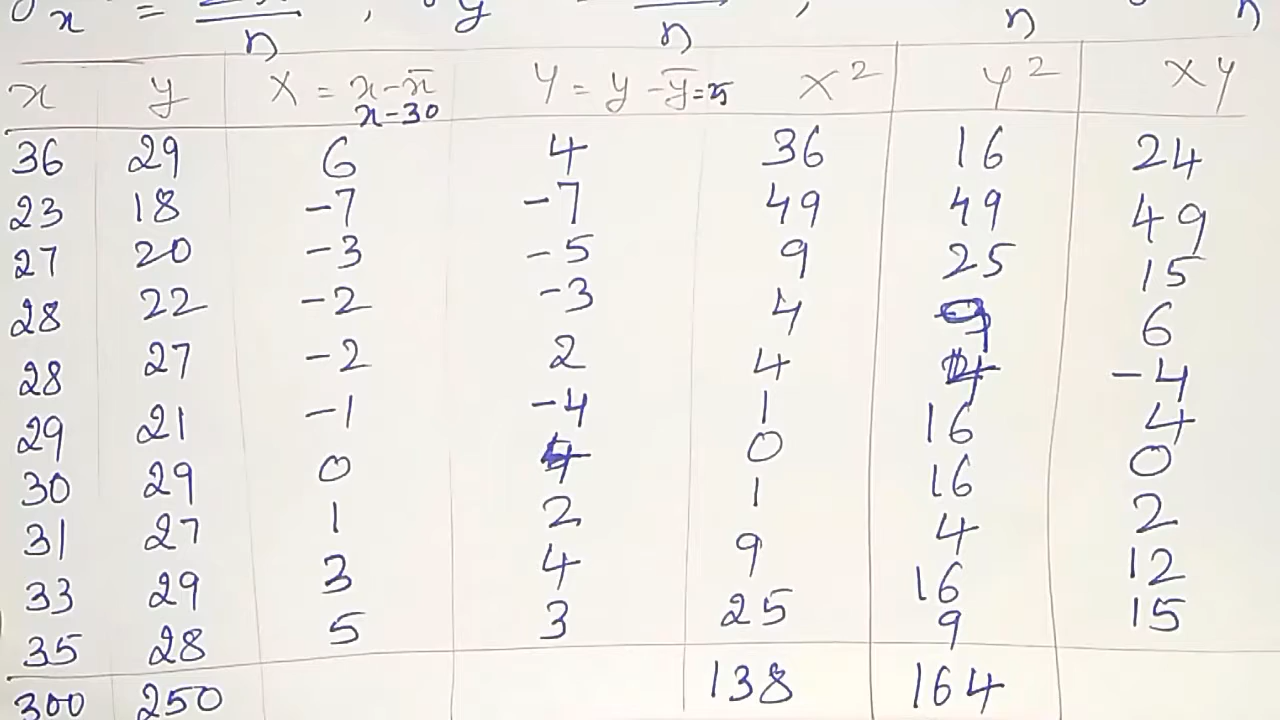 x = n , y n , n n
x y X = x - x̄ Y = y - ȳ = 25 X² Y² XY
x-30
36 29 6 4 36 16 24
23 18 -7 -7 49 49 49
27 20 -3 -5 9 25 15
28 22 -2 -3 4 9 6
28 27 -2 2 4 4 -4
29 21 -1 -4 1 16 4
30 29 0 4 0 16 0
31 27 1 2 1 4 2
33 29 3 4 9 16 12
35 28 5 3 25 9 15
300 250 138 164